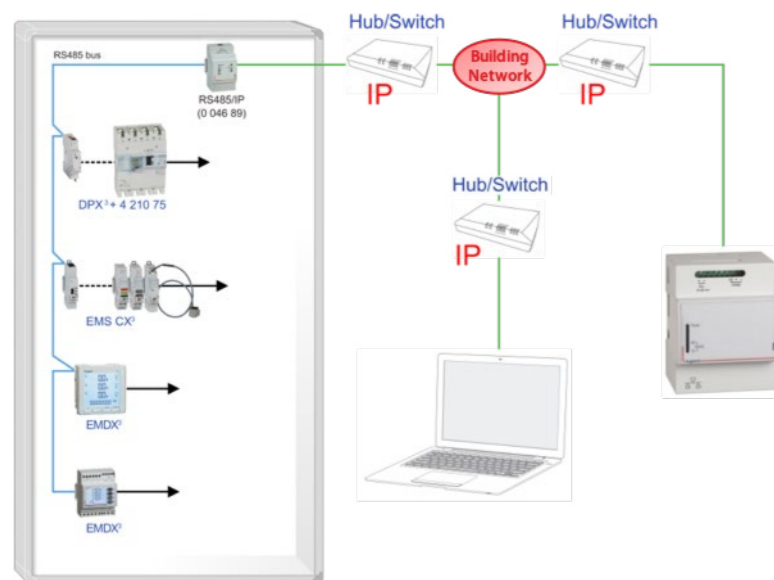 Hub/Switch
Hub/Switch
RS485 bus
Building
Network
IP
IP
RS485/IP
(0 046 89)
DPX³ + 4 210 75
Hub/Switch
IP
EMS CX³
EMDX³
EMDX³